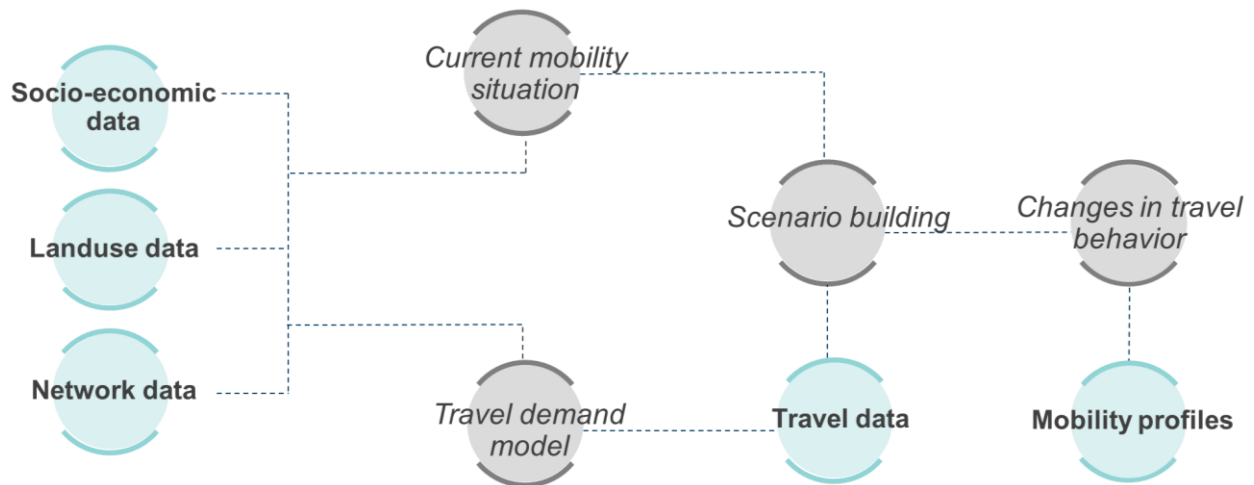 Socio-economic
data
Landuse data
Network data
Current mobility
situation
Travel demand
model
Scenario building
Travel data
Changes in travel
behavior
Mobility profiles